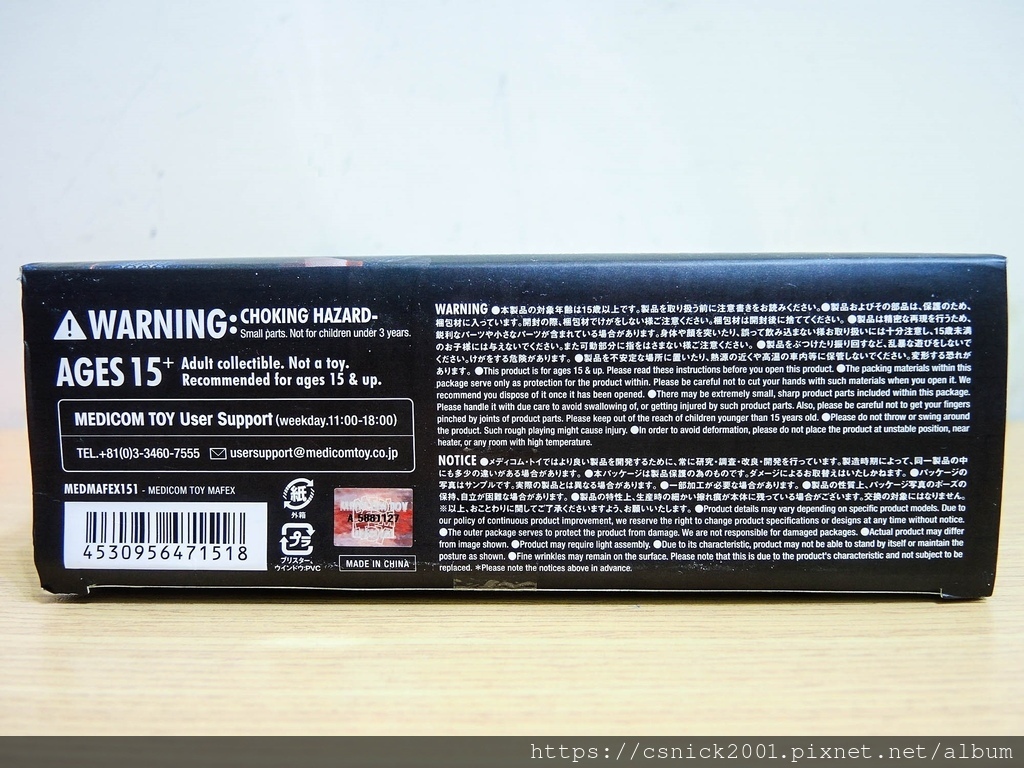 WARNING: CHOKING HAZARD-
Small parts. Not for children under 3 years.
AGES 15+ Adult collectible. Not a toy.
Recommended for ages 15 & up.
MEDICOM TOY User Support (weekday.11:00-18:00)
TEL.+81(0)3-3460-7555 usersupport@medicomtoy.co.jp
MEDMAFEX151 - MEDICOM TOY MAFEX
4530956471518
紙
外箱
プラ
ブリスター、
ウインドウ:PVC
MEDICOM TOY
A 5881127
MADE IN CHINA
WARNING ●本製品の対象年齢は15歳以上です。製品を取り扱う前に注意書きをお読みください。●製品およびその部品は、保護のため、
梱包材に入っています。開封の際、梱包材でけがをしない様ご注意ください。梱包材は開封後に捨ててください。●製品は精密な再現を行うため、
鋭利なパーツや小さなパーツが含まれている場合があります。身体や顔を切ったり、誤って飲み込まない様お取り扱いには十分注意し、15歳未満
のお子様には与えないでください。また可動部分に指をはさまない様ご注意ください。●製品をぶつけたり振り回すなど、乱暴な遊びをしないで
ください。けがをする危険があります。●製品を不安定な場所に置いたり、熱源の近くや高温の車内等に保管しないでください。変形する恐れが
あります。●This product is for ages 15 & up. Please read these instructions before you open this product. ●The packing materials within this
package serve only as protection for the product within. Please be careful not to cut your hands with such materials when you open it. We
recommend you dispose of it once it has been opened. ●There may be extremely small, sharp product parts included within this package.
Please handle it with due care to avoid swallowing of, or getting injured by such product parts. Also, please be careful not to get your fingers
pinched by joints of product parts. Please keep out of the reach of children younger than 15 years old. ●Please do not throw or swing around
the product. Such rough playing might cause injury. ●In order to avoid deformation, please do not place the product at unstable position, near
heater, or any room with high temperature.
NOTICE ●メディコム・トイではより良い製品を開発するために、常に研究・調査・改良・開発を行っています。製造時期によって、同一製品の中
にも多少の違いがある場合があります。●本パッケージは製品保護の為のものです。ダメージによるお取替えはいたしかねます。●パッケージの
写真はサンプルです。実際の製品とは異なる場合があります。●一部加工が必要な場合があります。●製品の性質上、パッケージ写真のポーズの
保持、自立が困難な場合があります。●製品の特性上、生産時の細かい擦れ痕が本体に残っている場合がございます。交換の対象にはなりません。
※以上、おことわりに関してご了承くださいますよう、お願いいたします。●Product details may vary depending on specific product models. Due to
our policy of continuous product improvement, we reserve the right to change product specifications or designs at any time without notice.
●The outer package serves to protect the product from damage. We are not responsible for damaged packages. ●Actual product may differ
from image shown. ●Product may require light assembly. ●Due to its characteristic, product may not be able to stand by itself or maintain the
posture as shown. ●Fine wrinkles may remain on the surface. Please note that this is due to the product's characteristic and not subject to be
replaced. ＊Please note the notices above in advance.
https://csnick2001.pixnet.net/album